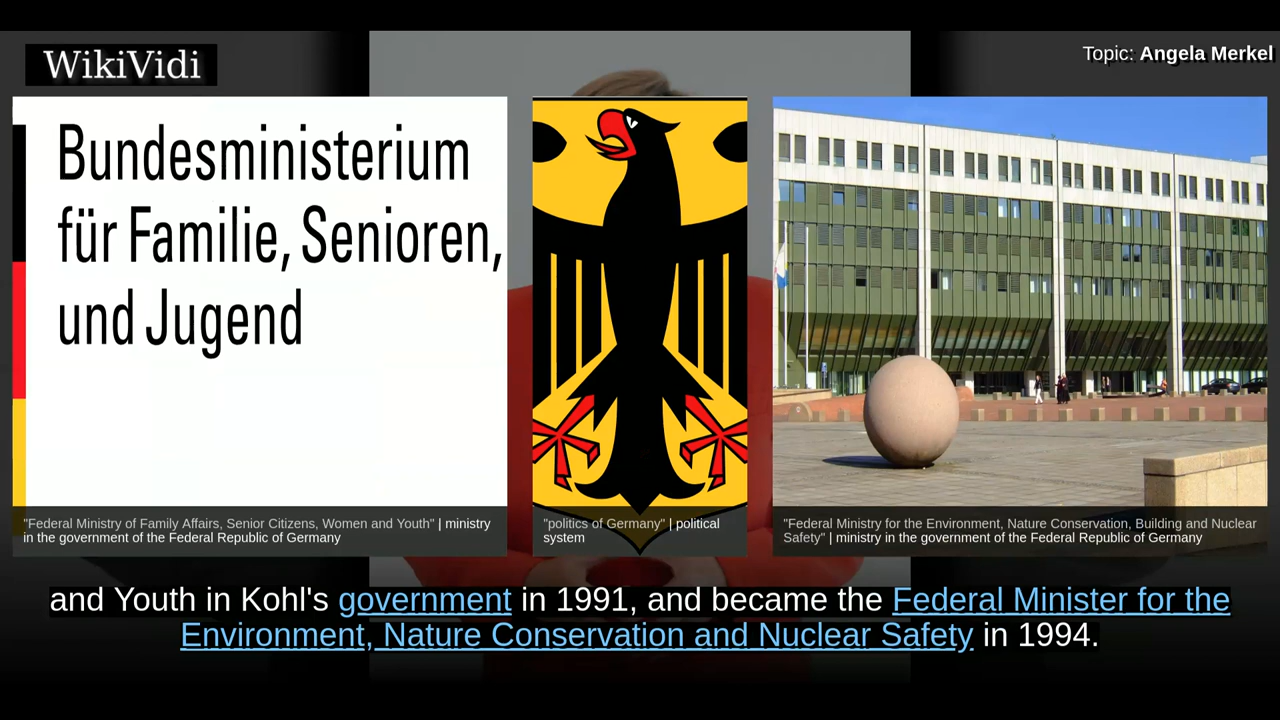 WikiVidi
Topic: Angela Merkel
Bundesministerium
für Familie, Senioren,
und Jugend
"Federal Ministry of Family Affairs, Senior Citizens, Women and Youth" | ministry
in the government of the Federal Republic of Germany
"politics of Germany" | political
system
"Federal Ministry for the Environment, Nature Conservation, Building and Nuclear
Safety" | ministry in the government of the Federal Republic of Germany
and Youth in Kohl's government in 1991, and became the Federal Minister for the
Environment, Nature Conservation and Nuclear Safety in 1994.